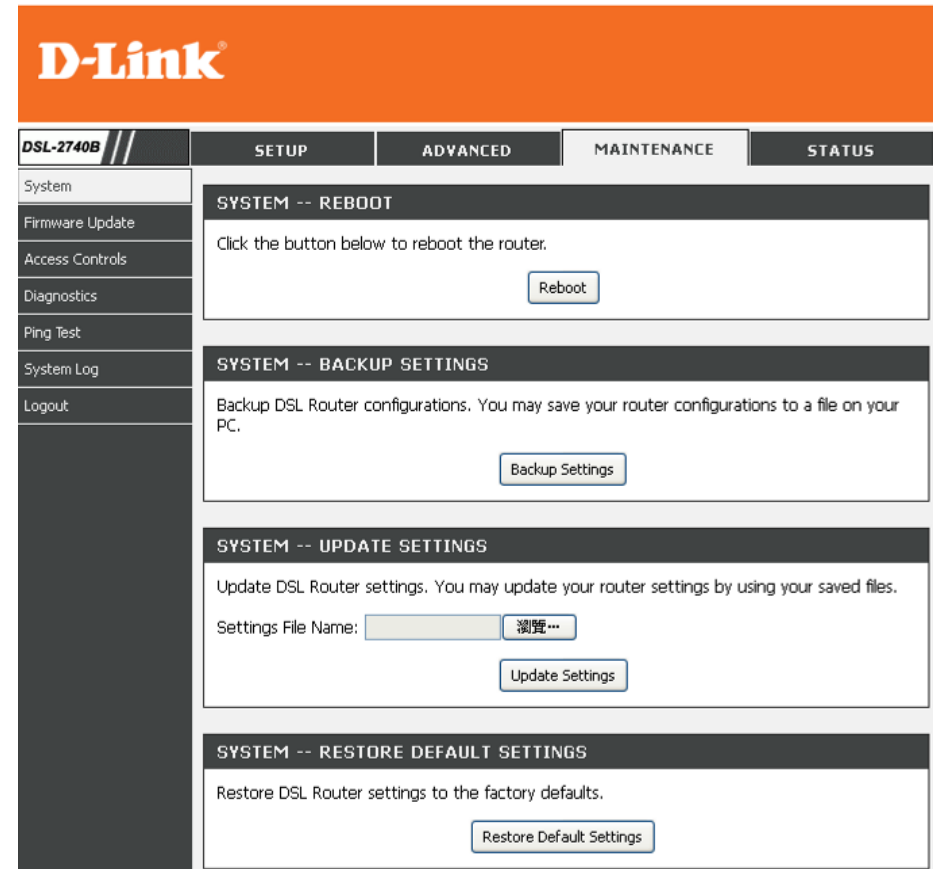 D-Link®
DSL-2740B
SETUP ADVANCED MAINTENANCE STATUS
System
Firmware Update
Access Controls
Diagnostics
Ping Test
System Log
Logout
SYSTEM -- REBOOT
Click the button below to reboot the router.
Reboot
SYSTEM -- BACKUP SETTINGS
Backup DSL Router configurations. You may save your router configurations to a file on your
PC.
Backup Settings
SYSTEM -- UPDATE SETTINGS
Update DSL Router settings. You may update your router settings by using your saved files.
Settings File Name: 瀏覽…
Update Settings
SYSTEM -- RESTORE DEFAULT SETTINGS
Restore DSL Router settings to the factory defaults.
Restore Default Settings